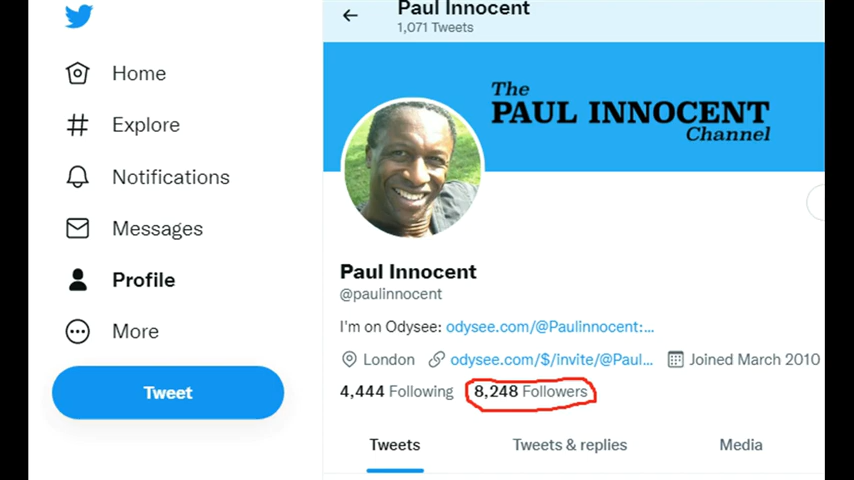 Home
Explore
Notifications
Messages
Profile
More
Tweet
Paul Innocent
1,071 Tweets
The
PAUL INNOCENT
Channel
Paul Innocent
@paulinnocent
I'm on Odysee: odysee.com/@Paulinnocent:...
London odysee.com/$/invite/@Paul... Joined March 2010
4,444 Following 8,248 Followers
Tweets Tweets & replies Media